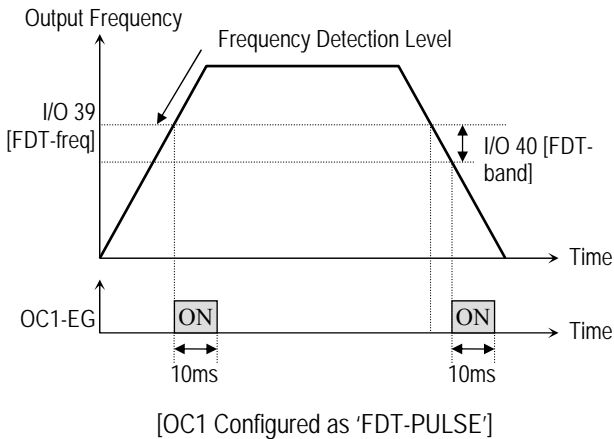 Output Frequency
Frequency Detection Level
I/O 39
[FDT-freq]
I/O 40 [FDT-
band]
Time
OC1-EG
ON
ON
Time
10ms
10ms
[OC1 Configured as 'FDT-PULSE']